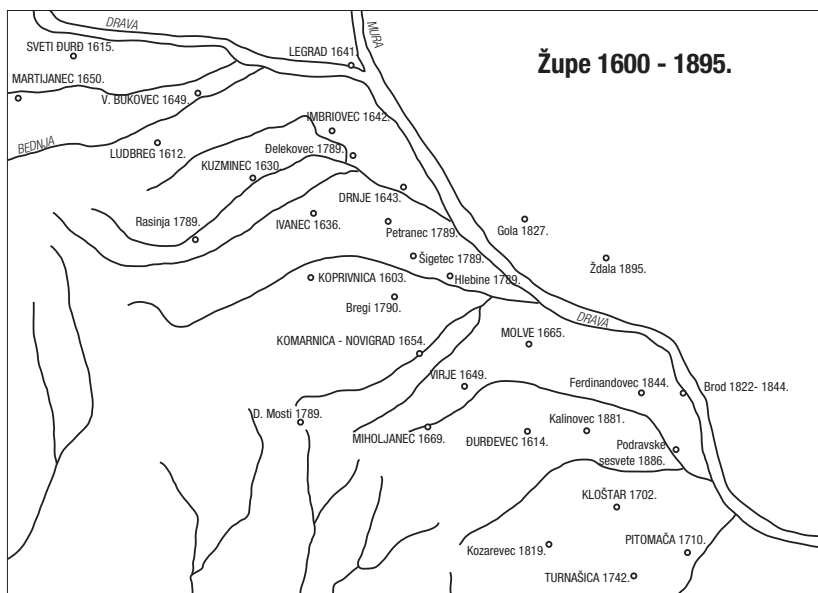 DRAVA
MURA
SVETI ĐURĐ 1615.
LEGRAD 1641.
Župe 1600 - 1895.
MARTIJANEC 1650.
V. BUKOVEC 1649.
IMBRIOVEC 1642.
BEDNJA
LUDBREG 1612.
Đelekovec 1789.
KUZMINEC 1630.
DRNJE 1643.
Rasinja 1789.
IVANEC 1636.
Petranec 1789.
Gola 1827.
Šigetec 1789.
Ždala 1895.
KOPRIVNICA 1603.
Hlebine 1789.
Bregi 1790.
DRAVA
KOMARNICA - NOVIGRAD 1654.
MOLVE 1665.
VIRJE 1649.
Ferdinandovec 1844.
Brod 1822- 1844.
D. Mosti 1789.
MIHOLJANEC 1669.
ĐURĐEVEC 1614.
Kalinovec 1881.
Podravske
sesvete 1886.
KLOŠTAR 1702.
Kozarevec 1819.
PITOMAČA 1710.
TURNAŠICA 1742.